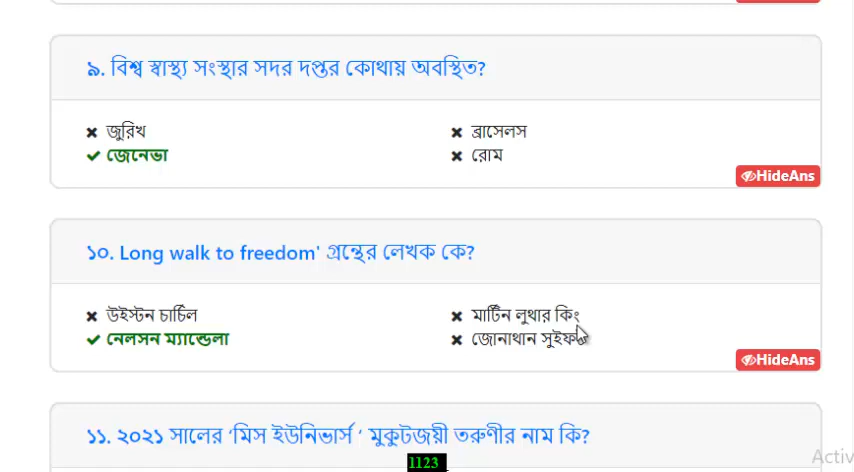 ৯. বিশ্ব স্বাস্থ্য সংস্থার সদর দপ্তর কোথায় অবস্থিত?
জুরিখ
ব্রাসেলস
জেনেভা
রোম
HideAns
১০. Long walk to freedom' গ্রন্থের লেখক কে?
উইস্টন চার্চিল
মার্টিন লুথার কিং
নেলসন ম্যান্ডেলা
জোনাথান
HideAns
১১. ২০২১ সালের ‘মিস ইউনিভার্স ’ মুকুটজয়ী তরুণীর নাম কি?
1123
Activ